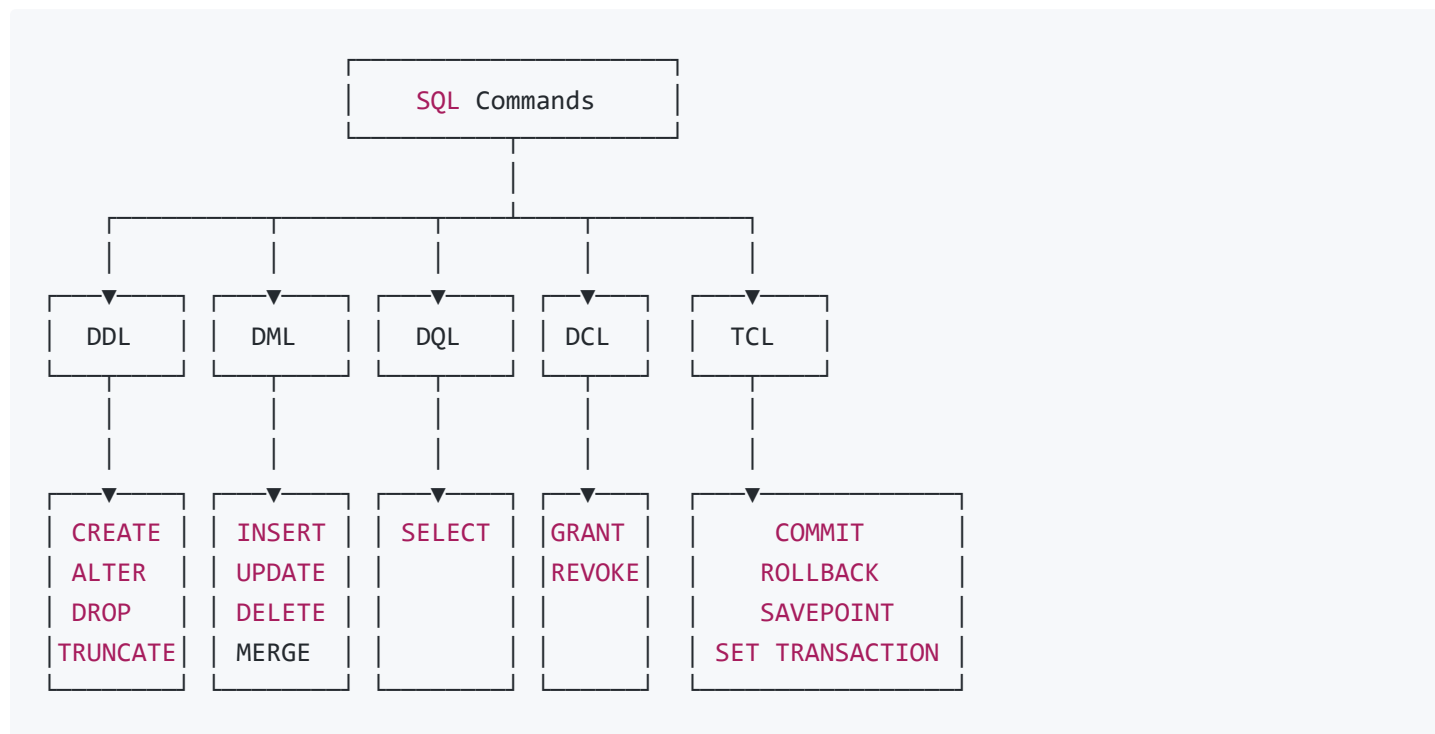 SQL Commands
DDL DML DQL DCL TCL
CREATE INSERT SELECT GRANT COMMIT
ALTER UPDATE REVOKE ROLLBACK
DROP DELETE SAVEPOINT
TRUNCATE MERGE SET TRANSACTION